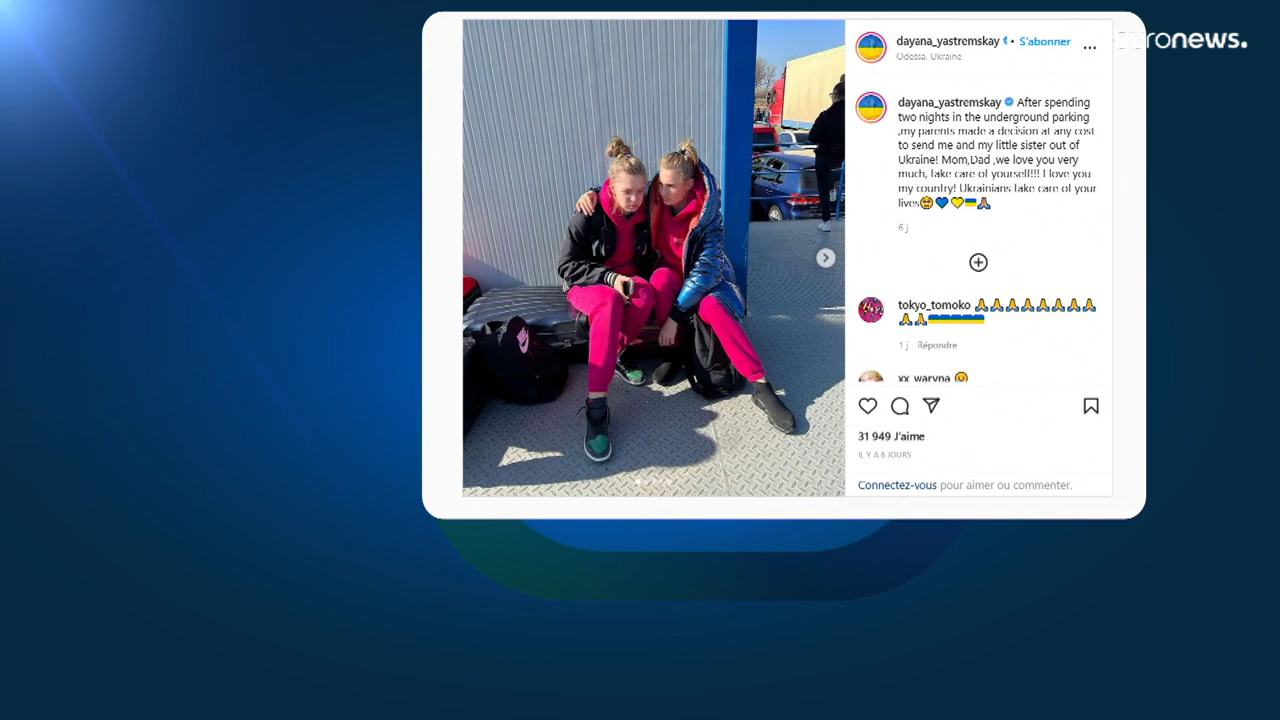 euronews.
dayana_yastremskay • S'abonner
Odessa, Ukraine
dayana_yastremskay After spending
two nights in the underground parking
,my parents made a decision at any cost
to send me and my little sister out of
Ukraine! Mom,Dad ,we love you very
much, take care of yourself!!! I love you
my country! Ukrainians take care of your
lives🥺💙💛🇺🇦🙏🏽
6 j
tokyo_tomoko 🙏🙏🙏🙏🙏🙏🙏🙏
🙏🙏🇺🇦🇺🇦🇺🇦🇺🇦
1 j Répondre
31 949 J'aime
IL Y A 6 JOURS
Connectez-vous pour aimer ou commenter.